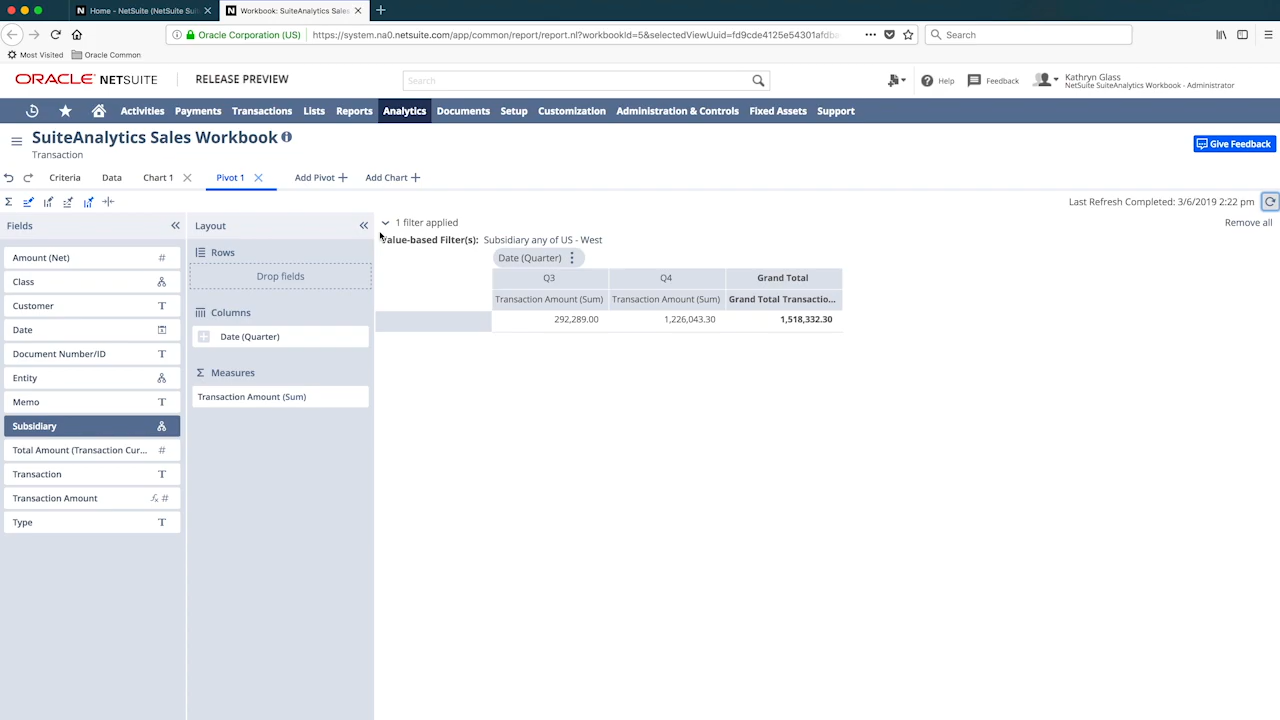 Home - NetSuite (NetSuite Sui
Workbook: SuiteAnalytics Sales
Oracle Corporation (US)
https://system.na0.netsuite.com/app/common/report/report.nl?workbookId=5&selectedViewUuid=fd9cde4125e54301afdb
Search
Most Visited
Oracle Common
ORACLE NETSUITE
RELEASE PREVIEW
Search
Help
Feedback
Kathryn Glass
NetSuite SuiteAnalytics Workbook - Administrator
Activities
Payments
Transactions
Lists
Reports
Analytics
Documents
Setup
Customization
Administration & Controls
Fixed Assets
Support
SuiteAnalytics Sales Workbook
Transaction
Give Feedback
Criteria
Data
Chart 1
Pivot 1
Add Pivot
Add Chart
Last Refresh Completed: 3/6/2019 2:22 pm
Fields
Layout
1 filter applied
Remove all
Value-based Filter(s): Subsidiary any of US - West
Amount (Net) #
Class
Customer T
Date
Document Number/ID T
Entity
Memo T
Subsidiary
Total Amount (Transaction Cur... #
Transaction T
Transaction Amount fx #
Type T
Rows
Drop fields
Columns
Date (Quarter)
Σ Measures
Transaction Amount (Sum)
Date (Quarter)
Q3 Q4 Grand Total
Transaction Amount (Sum) Transaction Amount (Sum) Grand Total Transactio...
292,289.00 1,226,043.30 1,518,332.30